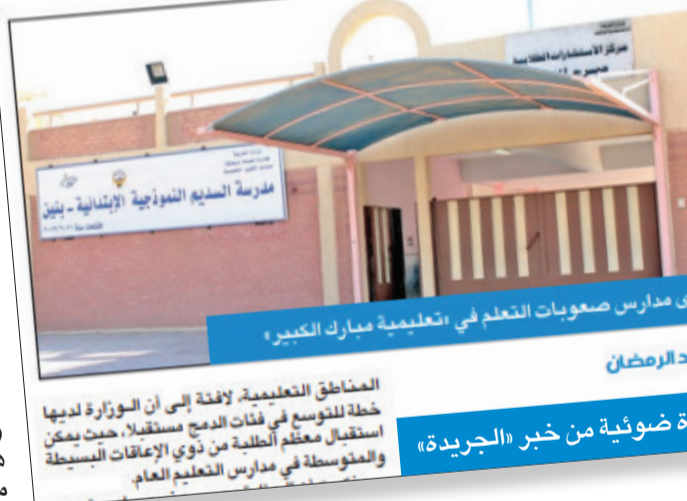 مركز الاستشارات الطلابية
مدرسة السديم النموذجية الإبتدائية - بنين
ى مدارس صعوبات التعلم في «تعليمية مبارك الكبير»
د الرمضان
ة ضوئية من خبر «الجريدة»
المناطق التعليمية، لافتة إلى أن الوزارة لديها
خطة للتوسع في فئات الدمج مستقبلا، حيث يمكن
استقبال معظم الطلبة من ذوي الإعاقات البسيطة
والمتوسطة في مدارس التعليم العام.